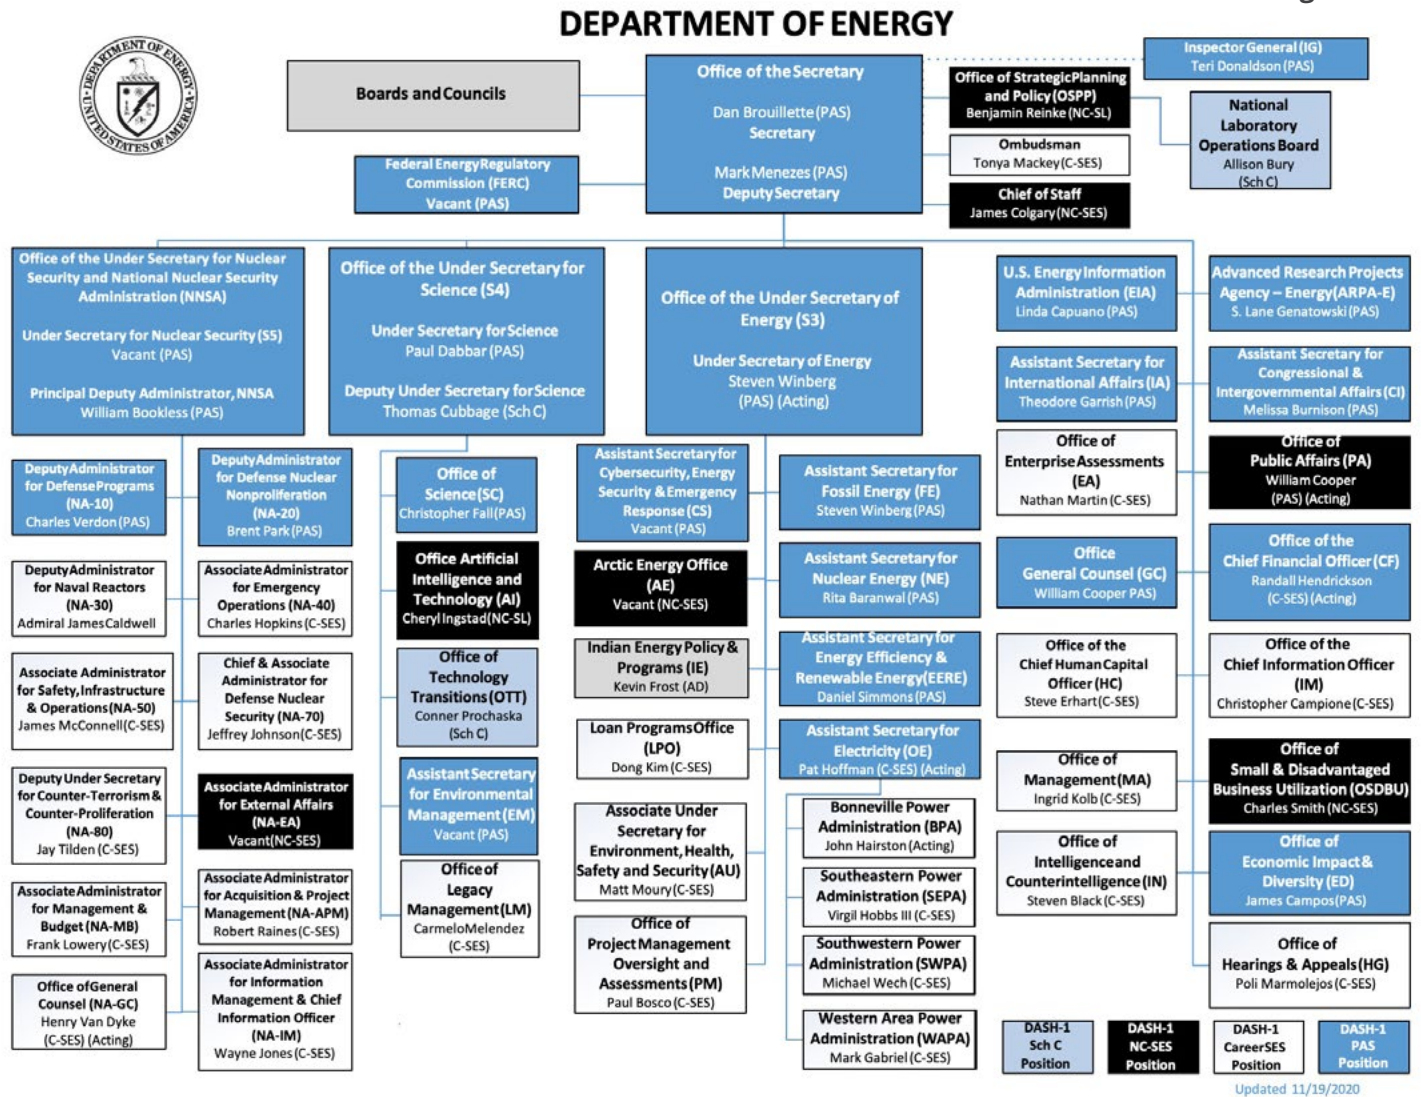 DEPARTMENT OF ENERGY
DEPARTMENT OF ENERGY
UNITED STATES OF AMERICA
Boards and Councils
Office of the Secretary
Dan Brouillette (PAS)
Secretary
Mark Menezes (PAS)
Deputy Secretary
Federal Energy Regulatory
Commission (FERC)
Vacant (PAS)
Inspector General (IG)
Teri Donaldson (PAS)
Office of Strategic Planning
and Policy (OSPP)
Benjamin Reinke (NC-SL)
National
Laboratory
Operations Board
Allison Bury
(Sch C)
Ombudsman
Tonya Mackey (C-SES)
Chief of Staff
James Colgary (NC-SES)
Office of the Under Secretary for Nuclear
Security and National Nuclear Security
Administration (NNSA)
Under Secretary for Nuclear Security (S5)
Vacant (PAS)
Principal Deputy Administrator, NNSA
William Bookless (PAS)
Office of the Under Secretary for
Science (S4)
Under Secretary for Science
Paul Dabbar (PAS)
Deputy Under Secretary for Science
Thomas Cubbage (Sch C)
Office of the Under Secretary of
Energy (S3)
Under Secretary of Energy
Steven Winberg
(PAS) (Acting)
U.S. Energy Information
Administration (EIA)
Linda Capuano (PAS)
Advanced Research Projects
Agency – Energy(ARPA-E)
S. Lane Genatowski (PAS)
Assistant Secretary for
International Affairs (IA)
Theodore Garrish (PAS)
Assistant Secretary for
Congressional &
Intergovernmental Affairs (CI)
Melissa Burnison (PAS)
Office of
Enterprise Assessments
(EA)
Nathan Martin (C-SES)
Office of
Public Affairs (PA)
William Cooper
(PAS) (Acting)
Office
General Counsel (GC)
William Cooper PAS)
Office of the
Chief Financial Officer (CF)
Randall Hendrickson
(C-SES) (Acting)
Office of the
Chief Human Capital
Officer (HC)
Steve Erhart (C-SES)
Office of the
Chief Information Officer
(IM)
Christopher Campione (C-SES)
Office of
Management (MA)
Ingrid Kolb (C-SES)
Office of
Small & Disadvantaged
Business Utilization (OSDBU)
Charles Smith (NC-SES)
Office of
Intelligence and
Counterintelligence (IN)
Steven Black (C-SES)
Office of
Economic Impact &
Diversity (ED)
James Campos (PAS)
Office of
Hearings & Appeals (HG)
Poli Marmolejos (C-SES)
Deputy Administrator
for Defense Programs
(NA-10)
Charles Verdon (PAS)
Deputy Administrator
for Defense Nuclear
Nonproliferation
(NA-20)
Brent Park (PAS)
Deputy Administrator
for Naval Reactors
(NA-30)
Admiral James Caldwell
Associate Administrator
for Emergency
Operations (NA-40)
Charles Hopkins (C-SES)
Associate Administrator
for Safety, Infrastructure
& Operations (NA-50)
James McConnell (C-SES)
Chief & Associate
Administrator for
Defense Nuclear
Security (NA-70)
Jeffrey Johnson (C-SES)
Deputy Under Secretary
for Counter-Terrorism &
Counter-Proliferation
(NA-80)
Jay Tilden (C-SES)
Associate Administrator
for External Affairs
(NA-EA)
Vacant(NC-SES)
Associate Administrator
for Management &
Budget (NA-MB)
Frank Lowery (C-SES)
Associate Administrator
for Acquisition & Project
Management (NA-APM)
Robert Raines (C-SES)
Office of General
Counsel (NA-GC)
Henry Van Dyke
(C-SES) (Acting)
Associate Administrator
for Information
Management & Chief
Information Officer
(NA-IM)
Wayne Jones (C-SES)
Office of
Science (SC)
Christopher Fall (PAS)
Office Artificial
Intelligence and
Technology (AI)
Cheryl Ingstad (NC-SL)
Office of
Technology
Transitions (OTT)
Conner Prochaska
(Sch C)
Assistant Secretary
for Environmental
Management (EM)
Vacant (PAS)
Office of
Legacy
Management (LM)
Carmelo Melendez
(C-SES)
Assistant Secretary for
Cybersecurity, Energy
Security & Emergency
Response (CS)
Vacant (PAS)
Assistant Secretary for
Fossil Energy (FE)
Steven Winberg (PAS)
Arctic Energy Office
(AE)
Vacant (NC-SES)
Assistant Secretary for
Nuclear Energy (NE)
Rita Baranwal (PAS)
Indian Energy Policy &
Programs (IE)
Kevin Frost (AD)
Assistant Secretary for
Energy Efficiency &
Renewable Energy(EERE)
Daniel Simmons (PAS)
Loan Programs Office
(LPO)
Dong Kim (C-SES)
Assistant Secretary for
Electricity (OE)
Pat Hoffman (C-SES) (Acting)
Associate Under
Secretary for
Environment, Health,
Safety and Security (AU)
Matt Moury (C-SES)
Office of
Project Management
Oversight and
Assessments (PM)
Paul Bosco (C-SES)
Bonneville Power
Administration (BPA)
John Hairston (Acting)
Southeastern Power
Administration (SEPA)
Virgil Hobbs III (C-SES)
Southwestern Power
Administration (SWPA)
Michael Wech (C-SES)
Western Area Power
Administration (WAPA)
Mark Gabriel (C-SES)
DASH-1
Sch C
Position
DASH-1
NC-SES
Position
DASH-1
Career SES
Position
DASH-1
PAS
Position
Updated 11/19/2020